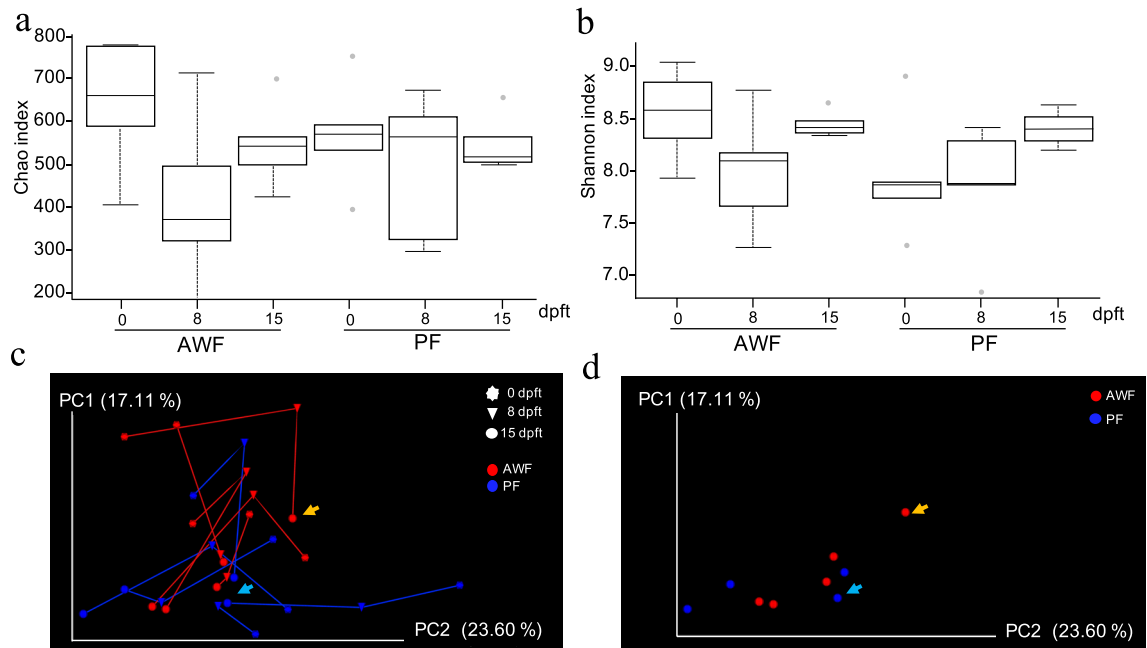 a
800
700
600
500
400
300
200
Chao index
0 8 15 0 8 15 dpft
AWF PF
b
9.0
8.5
8.0
7.5
7.0
Shannon index
0 8 15 0 8 15 dpft
AWF PF
c
PC1 (17.11 %)
0 dpft
8 dpft
15 dpft
AWF
PF
PC2 (23.60 %)
d
PC1 (17.11 %)
AWF
PF
PC2 (23.60 %)